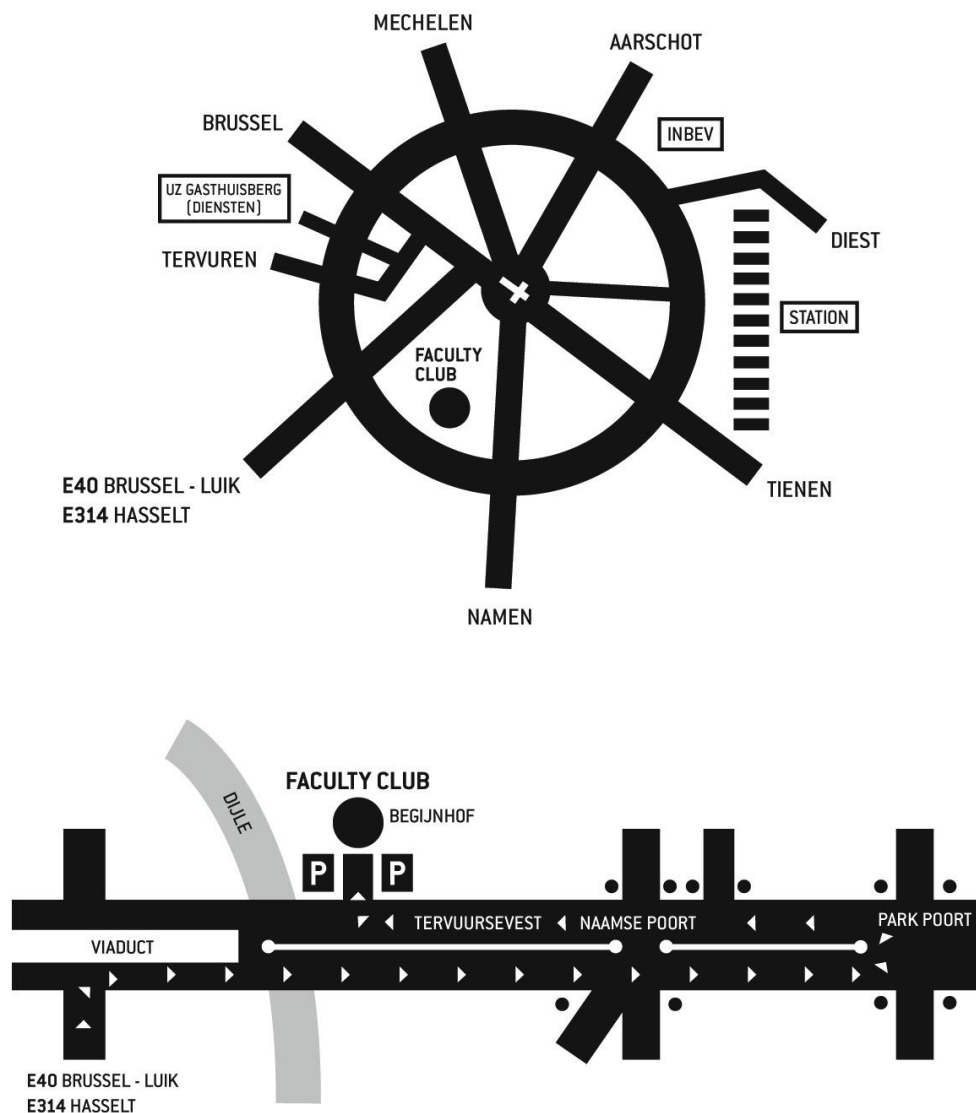 MECHELEN
AARSCHOT
BRUSSEL
INBEV
UZ GASTHUISBERG
(DIENSTEN)
TERVUREN
DIEST
STATION
FACULTY
CLUB
E40 BRUSSEL - LUIK
E314 HASSELT
TIENEN
NAMEN
DIJLE
FACULTY CLUB
BEGIJNHOF
P
P
TERVUURSEVEST
NAAMSE POORT
PARK POORT
VIADUCT
E40 BRUSSEL - LUIK
E314 HASSELT